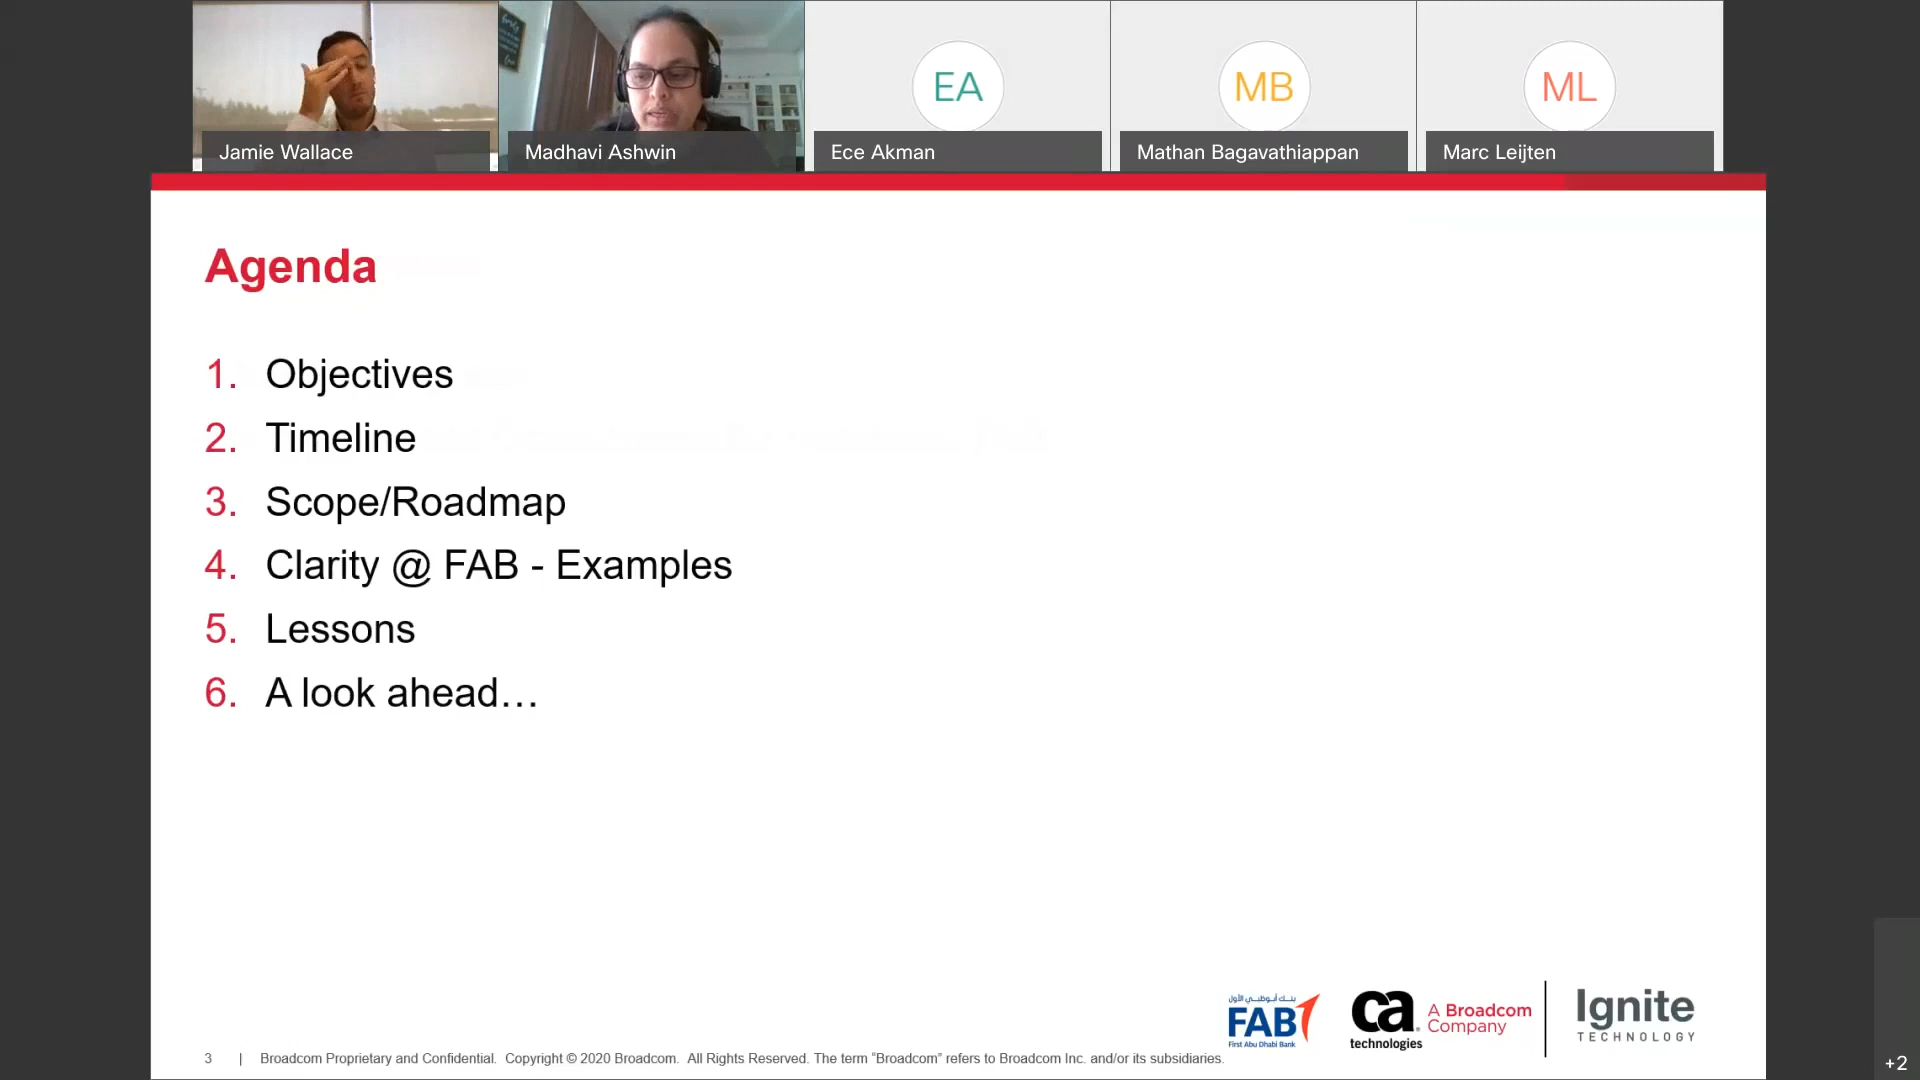 EA
MB
ML
Jamie Wallace
Madhavi Ashwin
Ece Akman
Mathan Bagavathiappan
Marc Leijten
Agenda
1. Objectives
2. Timeline
3. Scope/Roadmap
4. Clarity @ FAB - Examples
5. Lessons
6. A look ahead…
بنك أبوظبي الأول
FAB
First Abu Dhabi Bank
ca
technologies
A Broadcom
Company
Ignite
TECHNOLOGY
3 | Broadcom Proprietary and Confidential. Copyright © 2020 Broadcom. All Rights Reserved. The term “Broadcom” refers to Broadcom Inc. and/or its subsidiaries.
+2